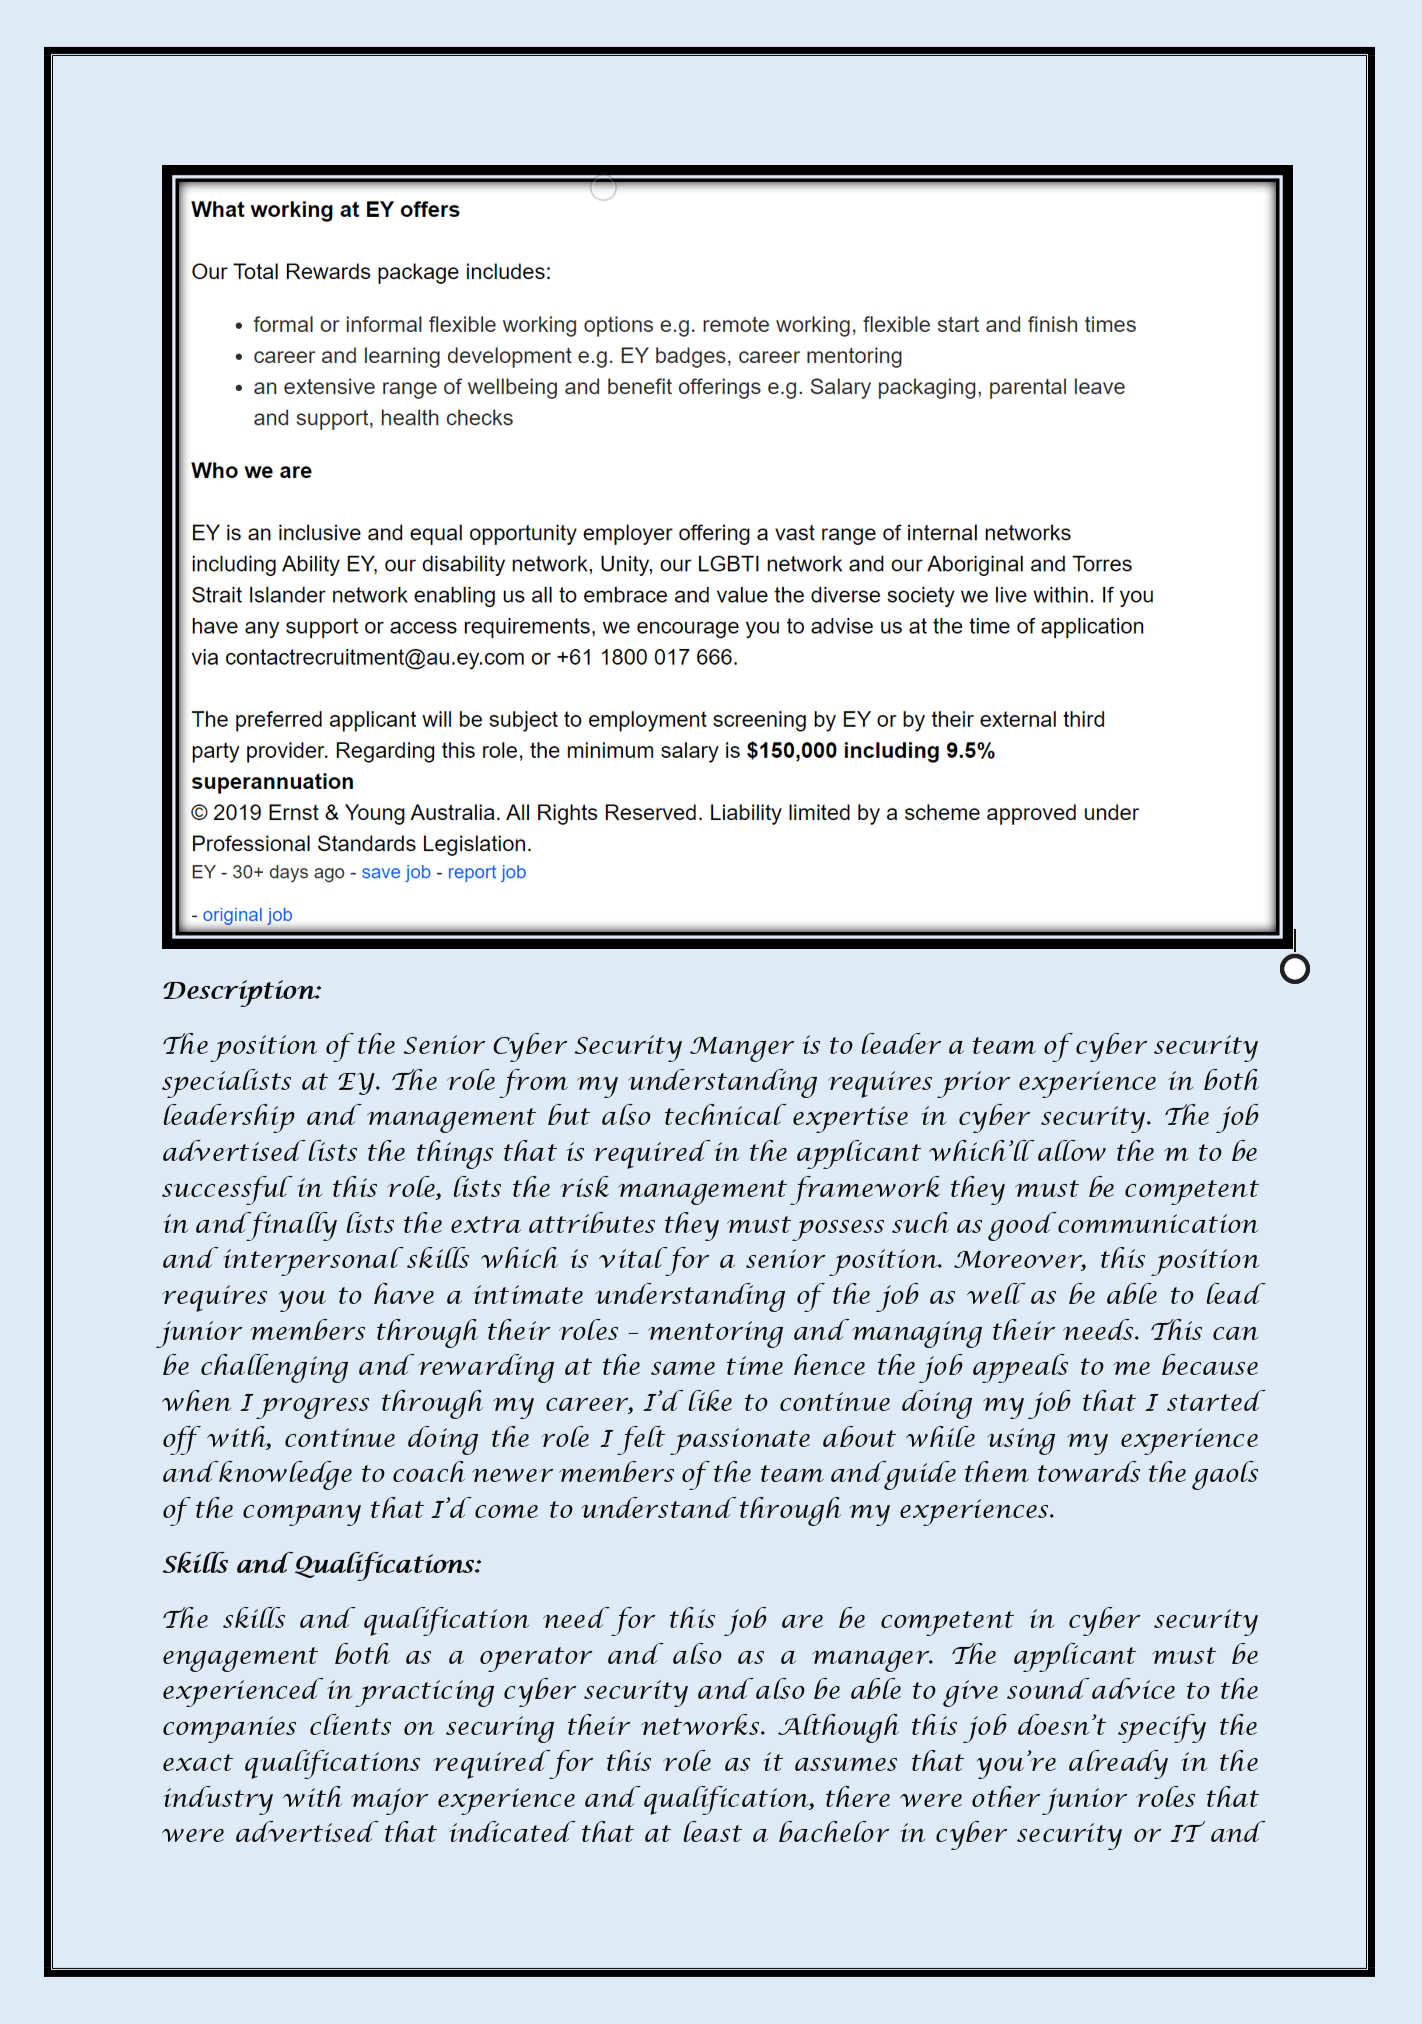 What working at EY offers
Our Total Rewards package includes:
• formal or informal flexible working options e.g. remote working, flexible start and finish times
• career and learning development e.g. EY badges, career mentoring
• an extensive range of wellbeing and benefit offerings e.g. Salary packaging, parental leave
and support, health checks
Who we are
EY is an inclusive and equal opportunity employer offering a vast range of internal networks
including Ability EY, our disability network, Unity, our LGBTI network and our Aboriginal and Torres
Strait Islander network enabling us all to embrace and value the diverse society we live within. If you
have any support or access requirements, we encourage you to advise us at the time of application
via contactrecruitment@au.ey.com or +61 1800 017 666.
The preferred applicant will be subject to employment screening by EY or by their external third
party provider. Regarding this role, the minimum salary is $150,000 including 9.5%
superannuation
© 2019 Ernst & Young Australia. All Rights Reserved. Liability limited by a scheme approved under
Professional Standards Legislation.
EY - 30+ days ago - save job - report job
- original job
Description:
The position of the Senior Cyber Security Manger is to leader a team of cyber security
specialists at EY. The role from my understanding requires prior experience in both
leadership and management but also technical expertise in cyber security. The job
advertised lists the things that is required in the applicant which'll allow the m to be
successful in this role, lists the risk management framework they must be competent
in and finally lists the extra attributes they must possess such as good communication
and interpersonal skills which is vital for a senior position. Moreover, this position
requires you to have a intimate understanding of the job as well as be able to lead
junior members through their roles – mentoring and managing their needs. This can
be challenging and rewarding at the same time hence the job appeals to me because
when I progress through my career, I'd like to continue doing my job that I started
off with, continue doing the role I felt passionate about while using my experience
and knowledge to coach newer members of the team and guide them towards the gaols
of the company that I'd come to understand through my experiences.
Skills and Qualifications:
The skills and qualification need for this job are be competent in cyber security
engagement both as a operator and also as a manager. The applicant must be
experienced in practicing cyber security and also be able to give sound advice to the
companies clients on securing their networks. Although this job doesn't specify the
exact qualifications required for this role as it assumes that you're already in the
industry with major experience and qualification, there were other junior roles that
were advertised that indicated that at least a bachelor in cyber security or IT and